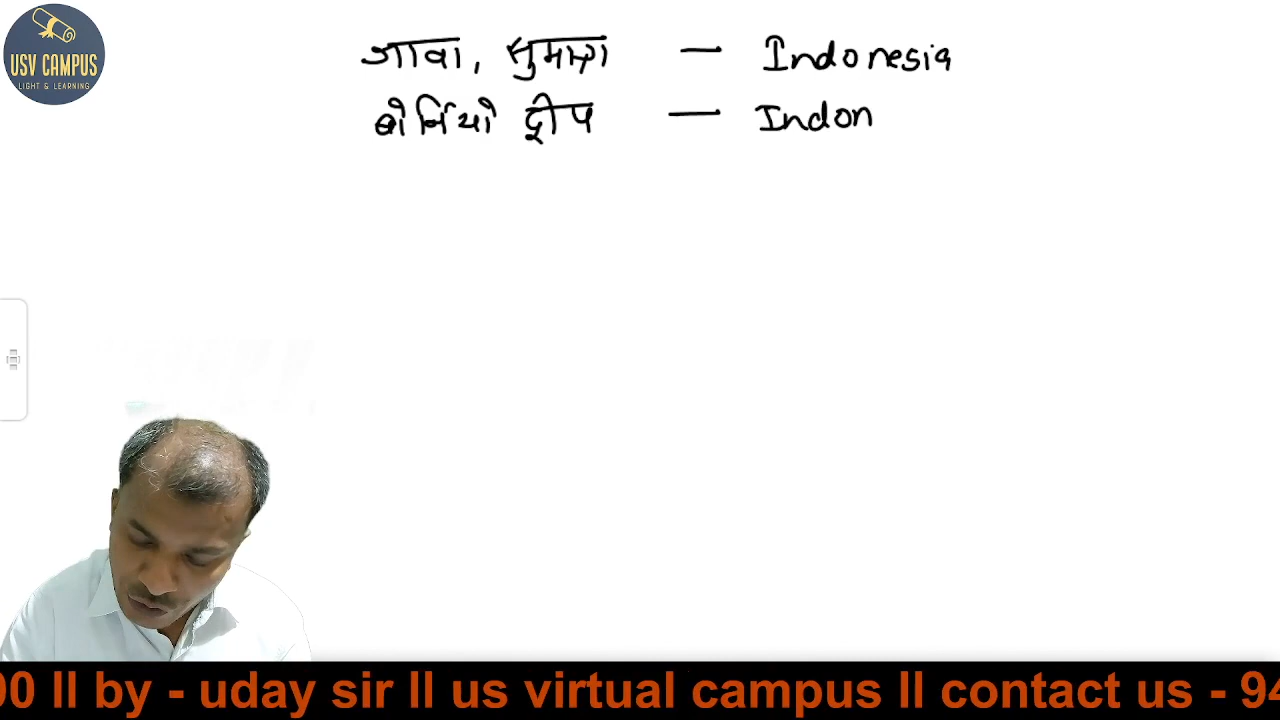 USV CAMPUS
LIGHT & LEARNING
जावा, सुमात्रा — Indonesia
बोर्नियो द्वीप — Indon
00 ll by - uday sir ll us virtual campus ll contact us - 94